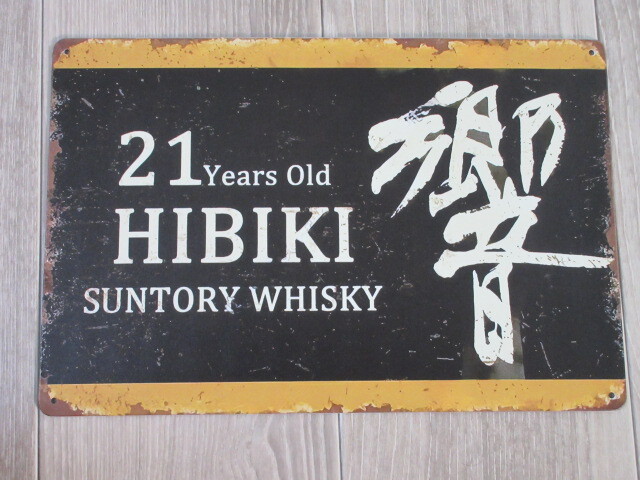 21 Years Old
HIBIKI
SUNTORY WHISKY
響